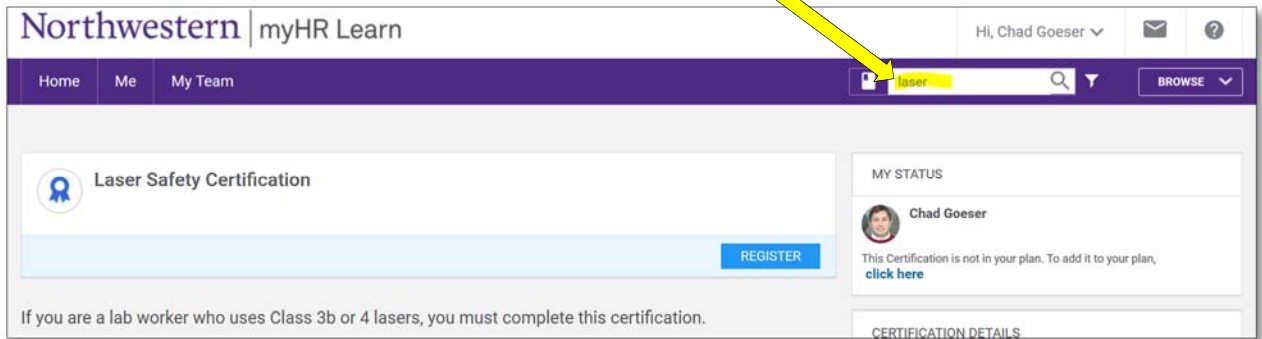 Northwestern | myHR Learn
Hi, Chad Goeser
Home Me My Team
laser
BROWSE
Laser Safety Certification
REGISTER
If you are a lab worker who uses Class 3b or 4 lasers, you must complete this certification.
MY STATUS
Chad Goeser
This Certification is not in your plan. To add it to your plan,
click here
CERTIFICATION DETAILS